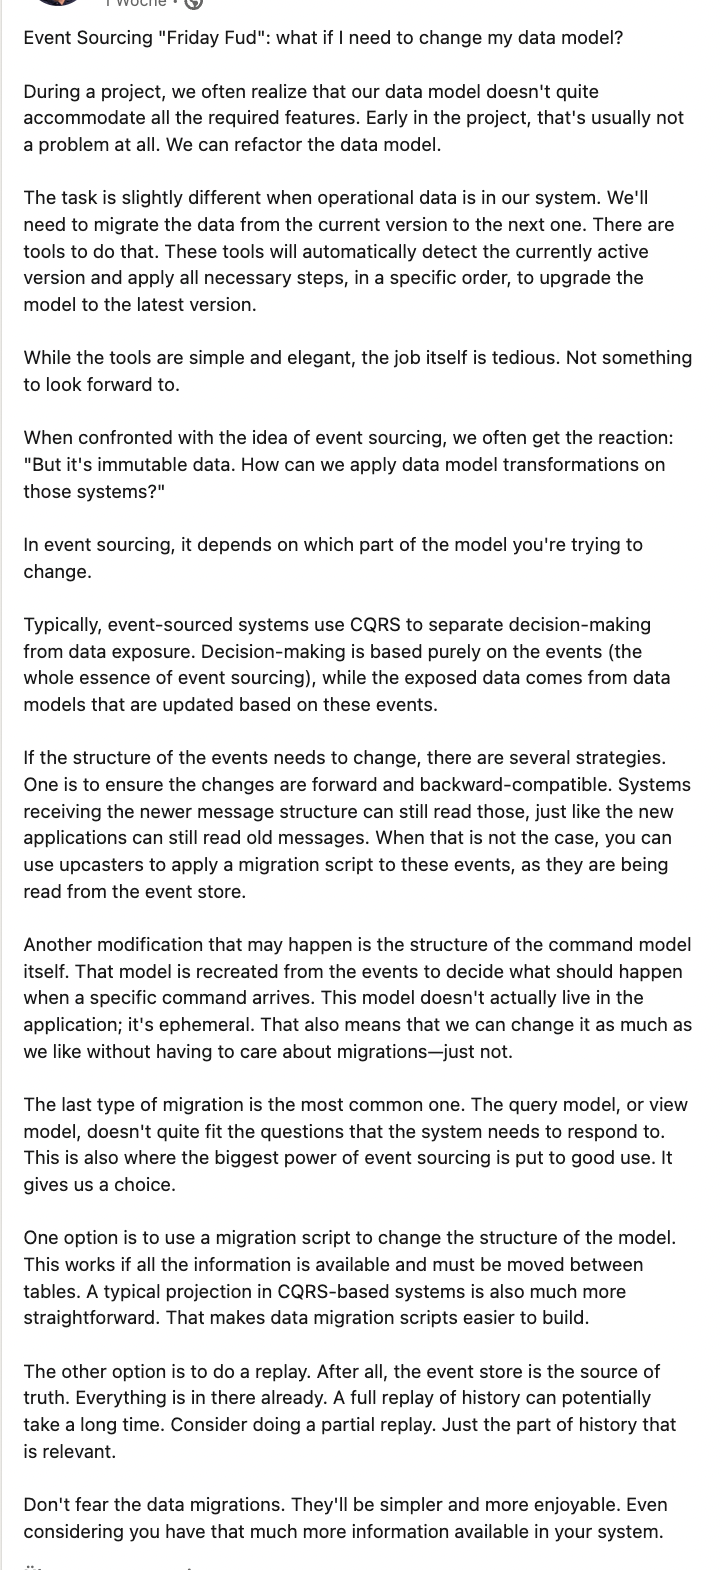 1 Woche •
Event Sourcing "Friday Fud": what if I need to change my data model?
During a project, we often realize that our data model doesn't quite
accommodate all the required features. Early in the project, that's usually not
a problem at all. We can refactor the data model.
The task is slightly different when operational data is in our system. We'll
need to migrate the data from the current version to the next one. There are
tools to do that. These tools will automatically detect the currently active
version and apply all necessary steps, in a specific order, to upgrade the
model to the latest version.
While the tools are simple and elegant, the job itself is tedious. Not something
to look forward to.
When confronted with the idea of event sourcing, we often get the reaction:
"But it's immutable data. How can we apply data model transformations on
those systems?"
In event sourcing, it depends on which part of the model you're trying to
change.
Typically, event-sourced systems use CQRS to separate decision-making
from data exposure. Decision-making is based purely on the events (the
whole essence of event sourcing), while the exposed data comes from data
models that are updated based on these events.
If the structure of the events needs to change, there are several strategies.
One is to ensure the changes are forward and backward-compatible. Systems
receiving the newer message structure can still read those, just like the new
applications can still read old messages. When that is not the case, you can
use upcasters to apply a migration script to these events, as they are being
read from the event store.
Another modification that may happen is the structure of the command model
itself. That model is recreated from the events to decide what should happen
when a specific command arrives. This model doesn't actually live in the
application; it's ephemeral. That also means that we can change it as much as
we like without having to care about migrations—just not.
The last type of migration is the most common one. The query model, or view
model, doesn't quite fit the questions that the system needs to respond to.
This is also where the biggest power of event sourcing is put to good use. It
gives us a choice.
One option is to use a migration script to change the structure of the model.
This works if all the information is available and must be moved between
tables. A typical projection in CQRS-based systems is also much more
straightforward. That makes data migration scripts easier to build.
The other option is to do a replay. After all, the event store is the source of
truth. Everything is in there already. A full replay of history can potentially
take a long time. Consider doing a partial replay. Just the part of history that
is relevant.
Don't fear the data migrations. They'll be simpler and more enjoyable. Even
considering you have that much more information available in your system.